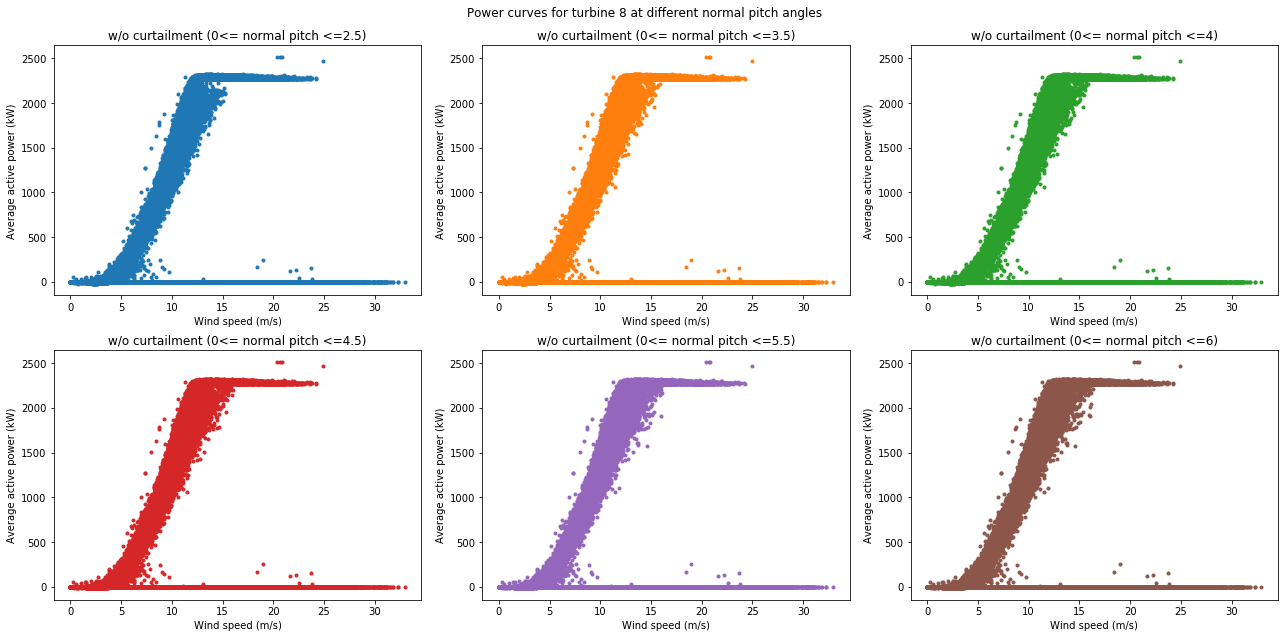 Power curves for turbine 8 at different normal pitch angles
w/o curtailment (0<= normal pitch <=2.5)
2500
2000
1500
1000
500
0
Average active power (kW)
0 5 10 15 20 25 30
Wind speed (m/s)
w/o curtailment (0<= normal pitch <=3.5)
2500
2000
1500
1000
500
0
Average active power (kW)
0 5 10 15 20 25 30
Wind speed (m/s)
w/o curtailment (0<= normal pitch <=4)
2500
2000
1500
1000
500
0
Average active power (kW)
0 5 10 15 20 25 30
Wind speed (m/s)
w/o curtailment (0<= normal pitch <=4.5)
2500
2000
1500
1000
500
0
Average active power (kW)
0 5 10 15 20 25 30
Wind speed (m/s)
w/o curtailment (0<= normal pitch <=5.5)
2500
2000
1500
1000
500
0
Average active power (kW)
0 5 10 15 20 25 30
Wind speed (m/s)
w/o curtailment (0<= normal pitch <=6)
2500
2000
1500
1000
500
0
Average active power (kW)
0 5 10 15 20 25 30
Wind speed (m/s)